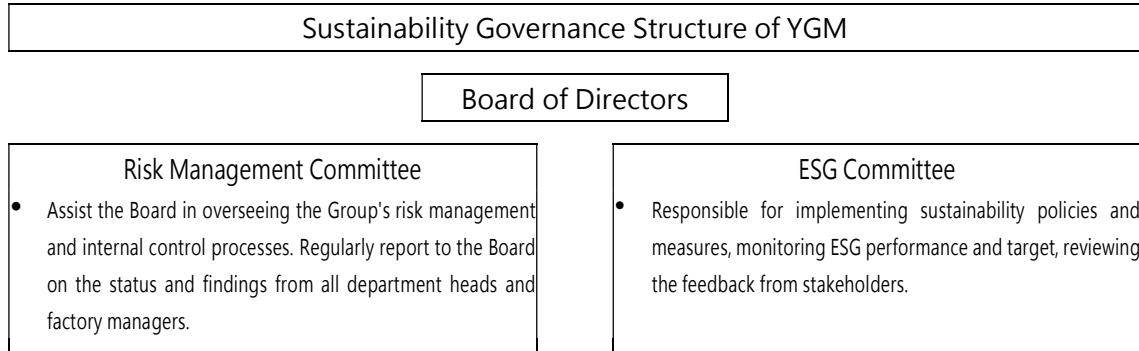 Sustainability Governance Structure of YGM
Board of Directors
Risk Management Committee
• Assist the Board in overseeing the Group's risk management
and internal control processes. Regularly report to the Board
on the status and findings from all department heads and
factory managers.
ESG Committee
• Responsible for implementing sustainability policies and
measures, monitoring ESG performance and target, reviewing
the feedback from stakeholders.